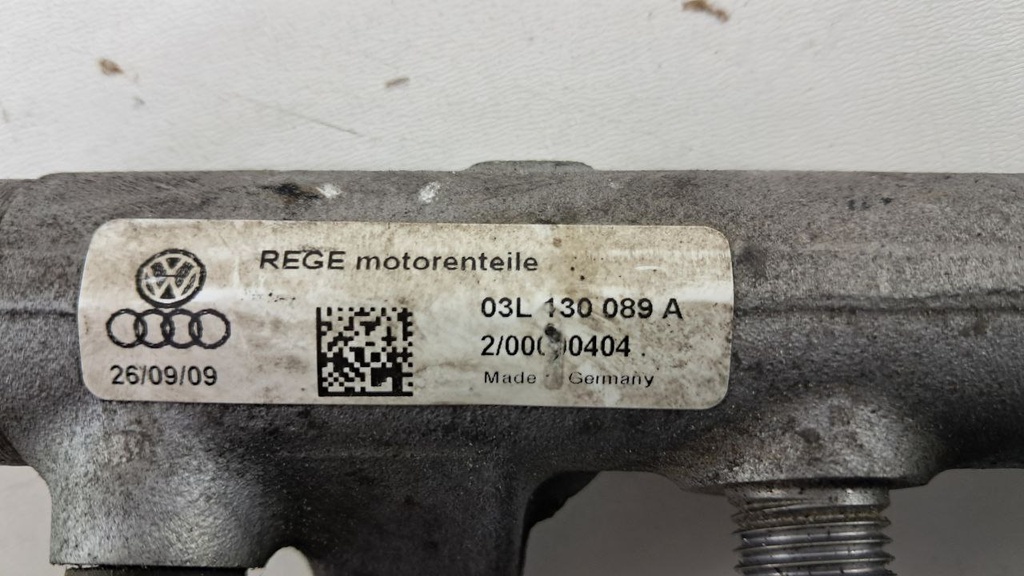 REGE motorenteile
03L 130 089 A
26/09/09
Made Germany